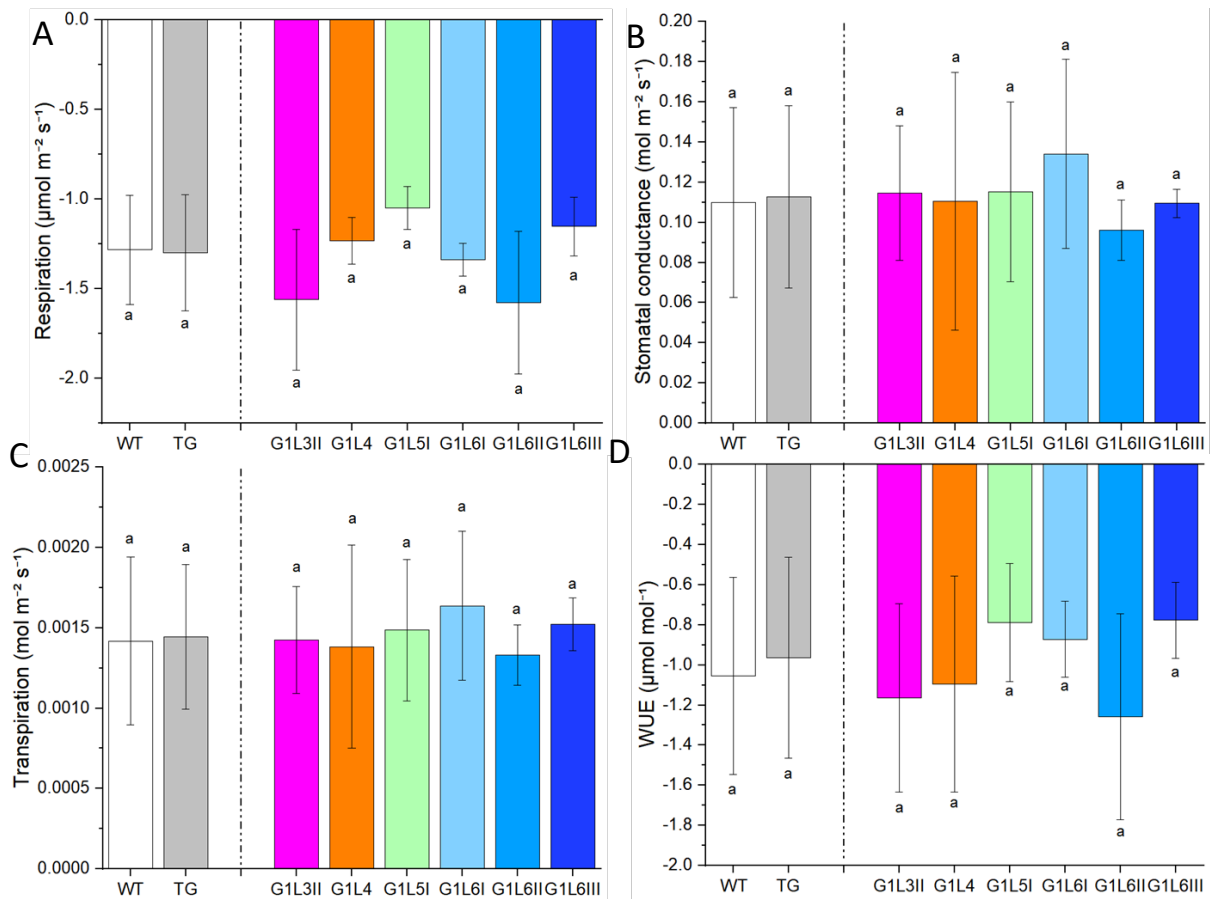 A
Respiration (µmol m⁻² s⁻¹)
0.0
-0.5
-1.0
-1.5
-2.0
a a a a a a a a
WT TG G1L3II G1L4 G1L5I G1L6I G1L6II G1L6III
B
Stomatal conductance (mol m⁻² s⁻¹)
0.20
0.18
0.16
0.14
0.12
0.10
0.08
0.06
0.04
0.02
0.00
a a a a a a a a
WT TG G1L3II G1L4 G1L5I G1L6I G1L6II G1L6III
C
Transpiration (mol m⁻² s⁻¹)
0.0025
0.0020
0.0015
0.0010
0.0005
0.0000
a a a a a a a a
WT TG G1L3II G1L4 G1L5I G1L6I G1L6II G1L6III
D
WUE (µmol mol⁻¹)
0.0
-0.2
-0.4
-0.6
-0.8
-1.0
-1.2
-1.4
-1.6
-1.8
-2.0
a a a a a a a a
WT TG G1L3II G1L4 G1L5I G1L6I G1L6II G1L6III